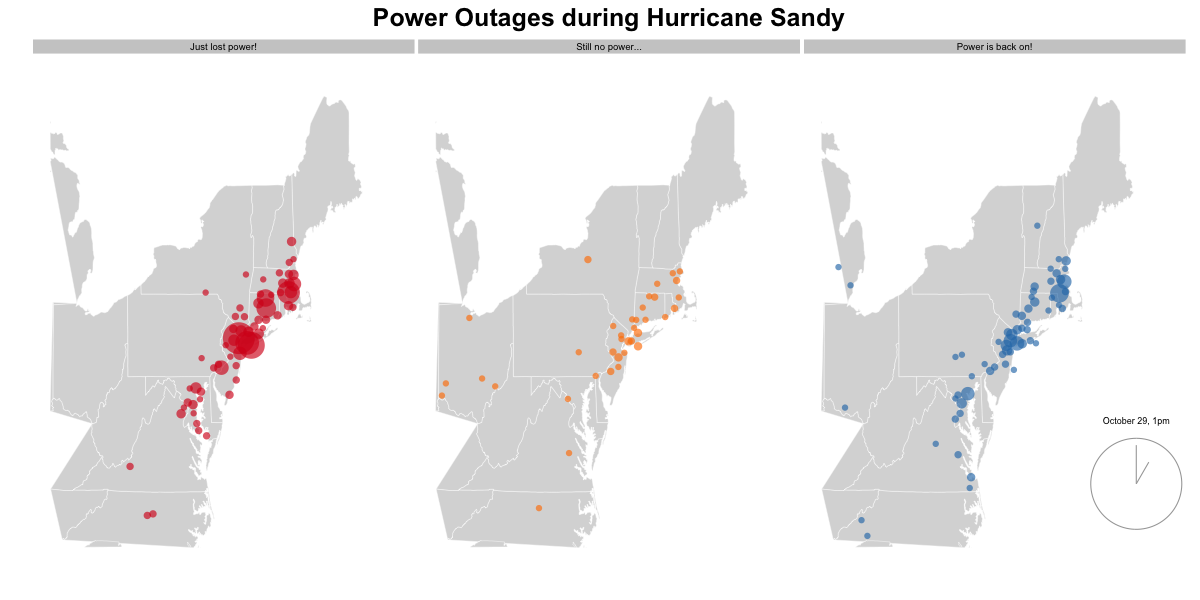 Power Outages during Hurricane Sandy
Just lost power!
Still no power...
Power is back on!
October 29, 1pm